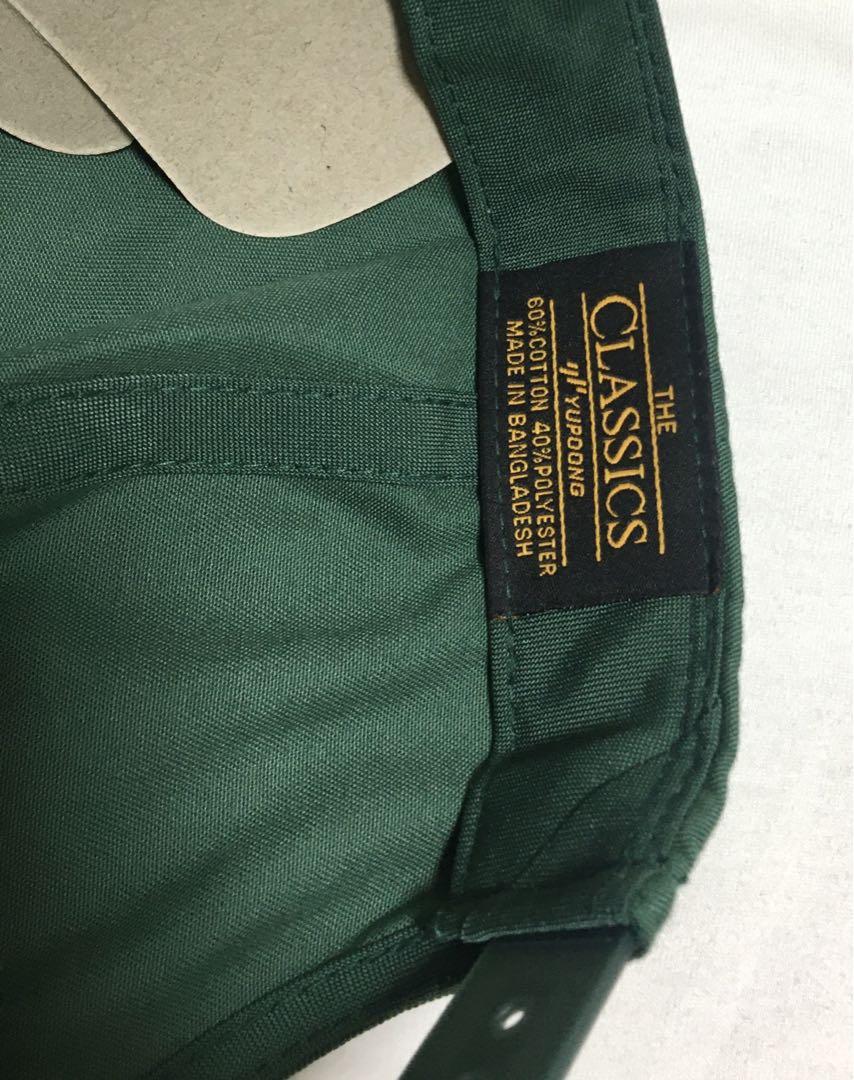 THE
CLASSICS
YUPOONG
60%COTTON 40%POLYESTER
MADE IN BANGLADESH